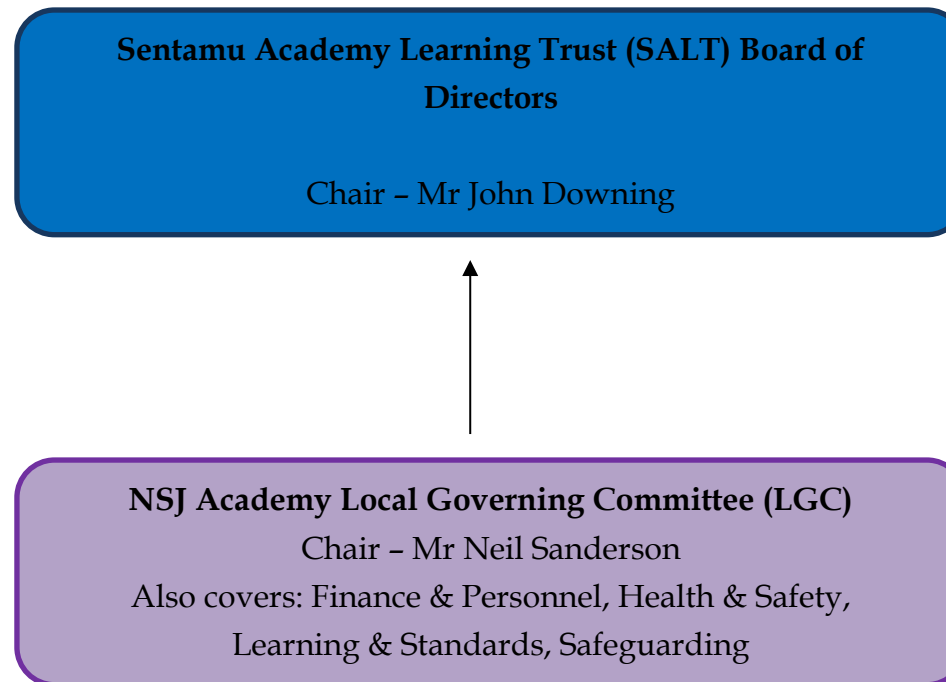 Sentamu Academy Learning Trust (SALT) Board of
Directors
Chair – Mr John Downing
NSJ Academy Local Governing Committee (LGC)
Chair – Mr Neil Sanderson
Also covers: Finance & Personnel, Health & Safety,
Learning & Standards, Safeguarding